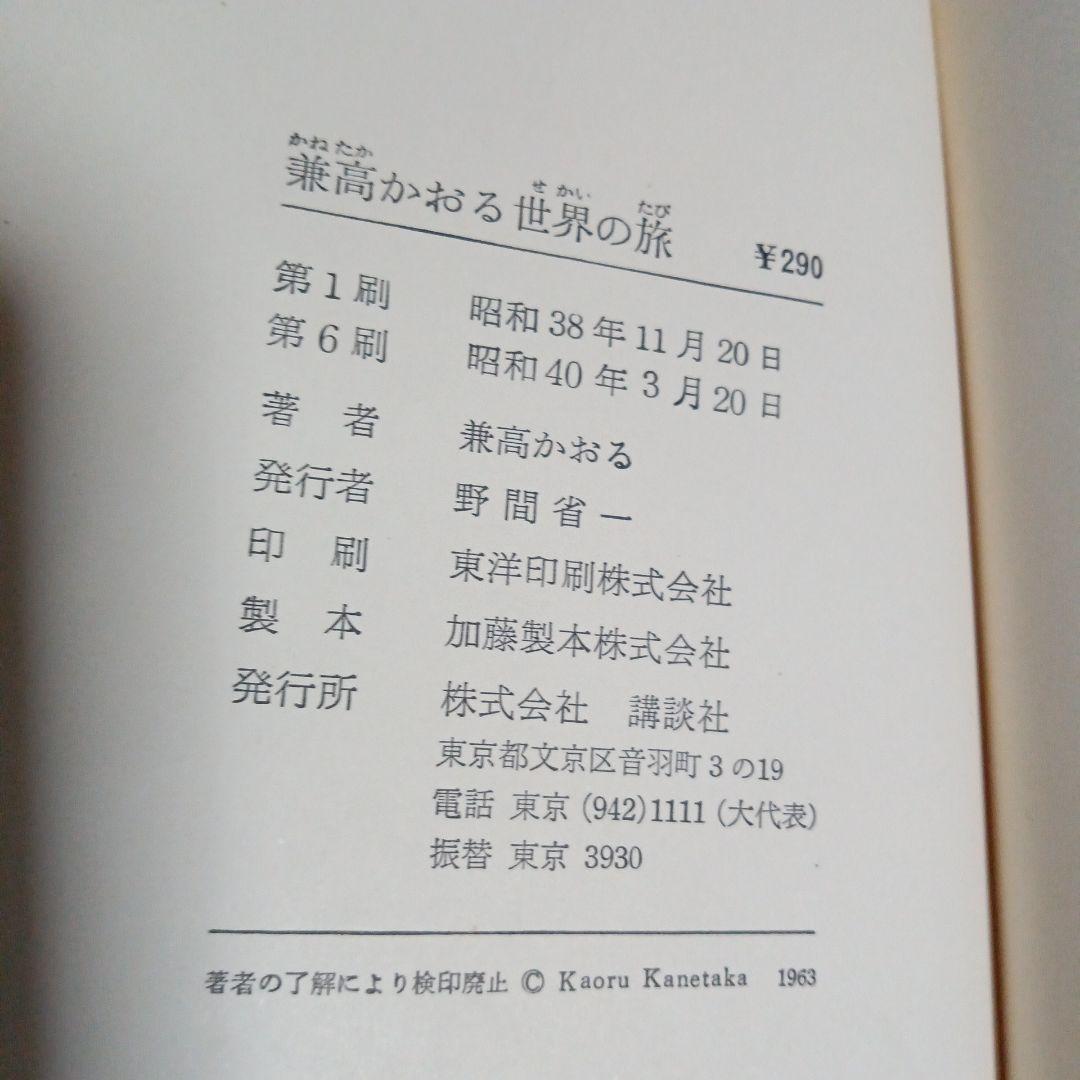 かねたか せかい たび
兼高かおる世界の旅 ¥290
第1刷 昭和38年11月20日
第6刷 昭和40年3月20日
著者 兼高かおる
発行者 野間省一
印刷 東洋印刷株式会社
製本 加藤製本株式会社
発行所 株式会社 講談社
東京都文京区音羽町3の19
電話 東京(942)1111(大代表)
振替 東京 3930
著者の了解により検印廃止 © Kaoru Kanetaka 1963